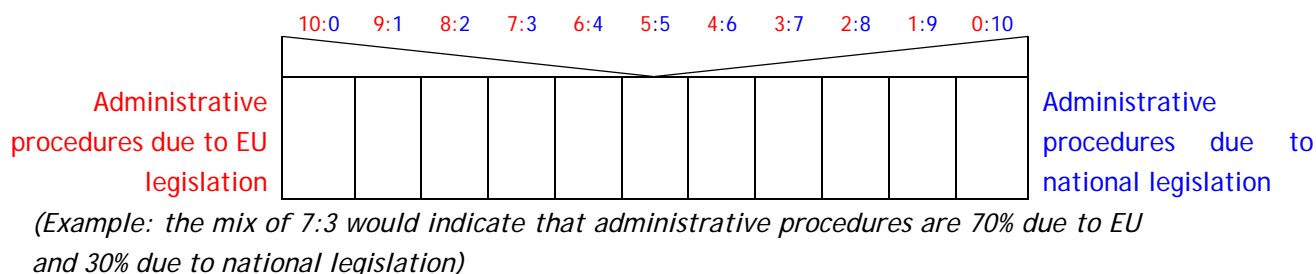 10:0 9:1 8:2 7:3 6:4 5:5 4:6 3:7 2:8 1:9 0:10
Administrative
procedures due to EU
legislation
Administrative
procedures due to
national legislation
(Example: the mix of 7:3 would indicate that administrative procedures are 70% due to EU
and 30% due to national legislation)